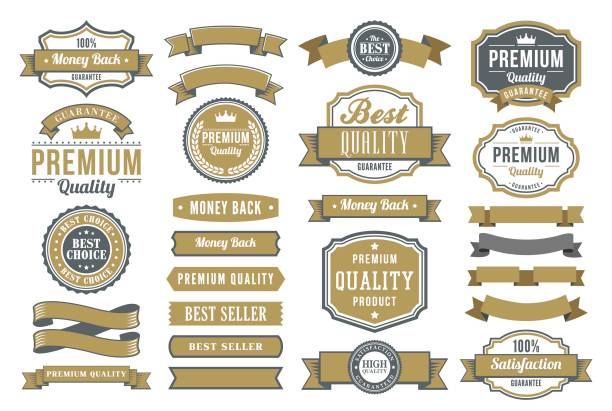 100%
Money Back
GUARANTEE
GUARANTEE
PREMIUM
Quality
BEST CHOICE
BEST
CHOICE
BEST CHOICE
PREMIUM QUALITY
PREMIUM
Quality
MONEY BACK
Money Back
PREMIUM QUALITY
BEST SELLER
BEST SELLER
The
BEST
Choice
Best
QUALITY
GUARANTEE
Money Back
PREMIUM
QUALITY
PRODUCT
SATISFACTION
HIGH
QUALITY
GUARANTEED
PREMIUM
Quality
GUARANTEE
GUARANTEE
PREMIUM
Quality
GUARANTEE
100%
Satisfaction
GUARANTEE